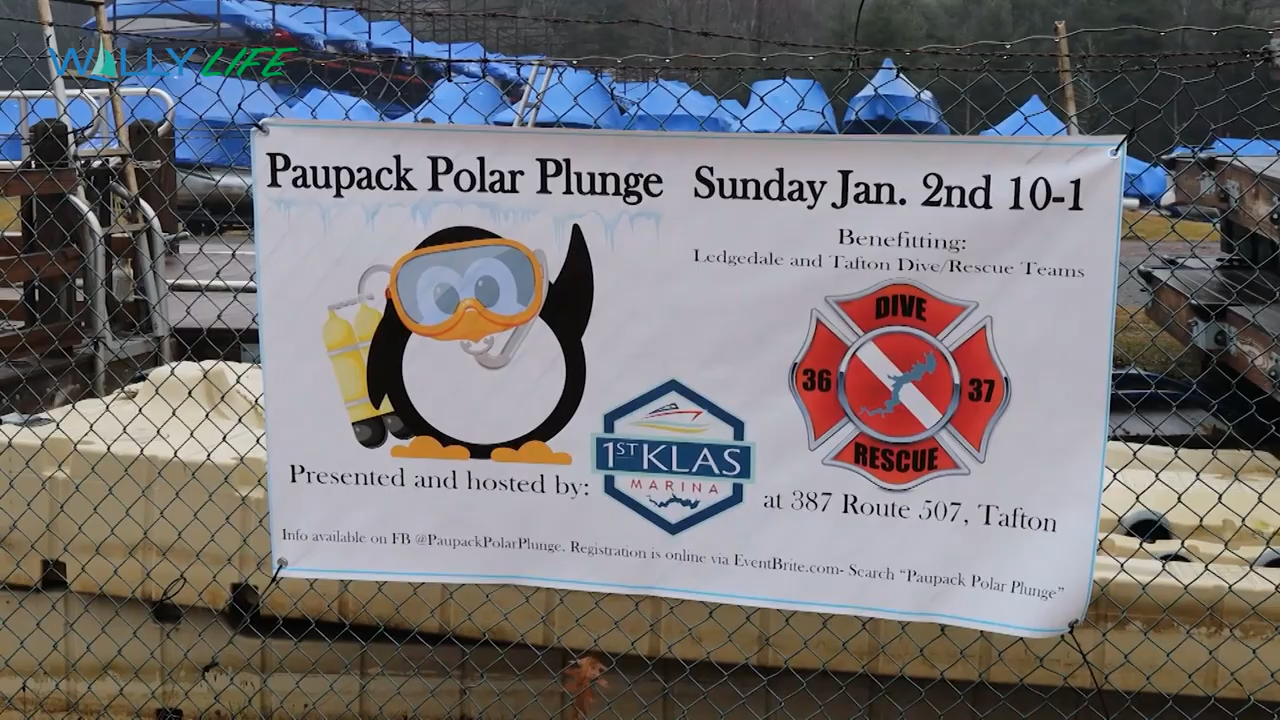 WALLY LIFE
Paupack Polar Plunge Sunday Jan. 2nd 10-1
Benefitting:
Ledgedale and Tafton Dive/Rescue Teams
DIVE
36 37
RESCUE
1ST KLAS
MARINA
Presented and hosted by:
at 387 Route 507, Tafton
Info available on FB @PaupackPolarPlunge. Registration is online via EventBrite.com- Search “Paupack Polar Plunge”